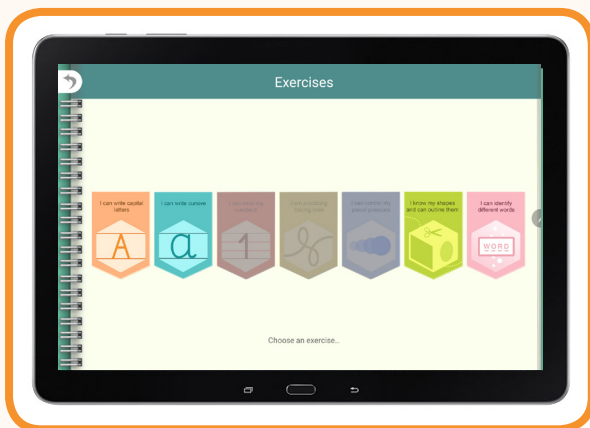 Exercises
I can write capital
letters
A
I can write cursive
a
1
I know my shapes
and can outline them
I can identify
different words
WORD
Choose an exercise...